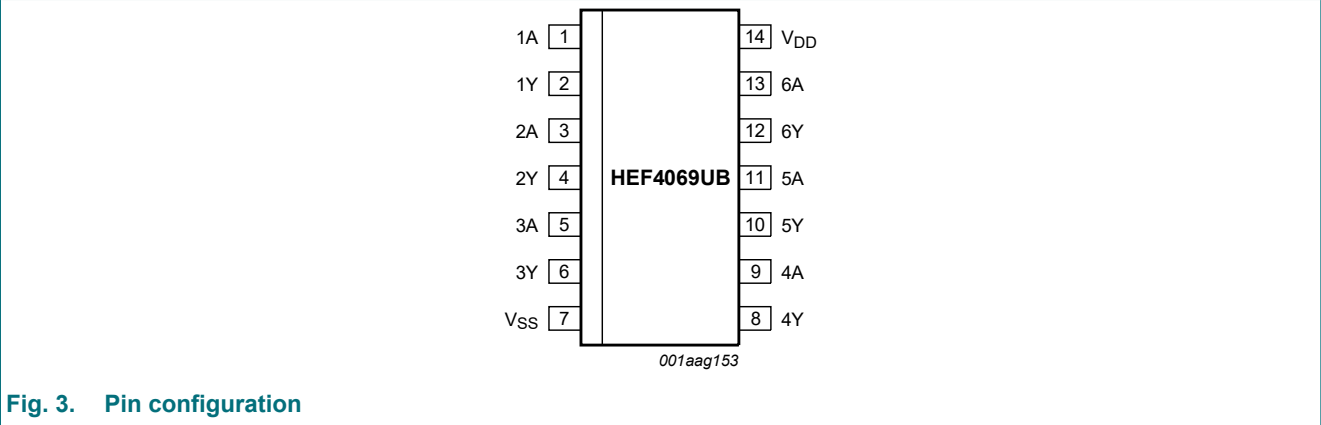 1A 1 14 VDD
1Y 2 13 6A
2A 3 12 6Y
2Y 4 HEF4069UB 11 5A
3A 5 10 5Y
3Y 6 9 4A
VSS 7 8 4Y
001aag153
Fig. 3. Pin configuration